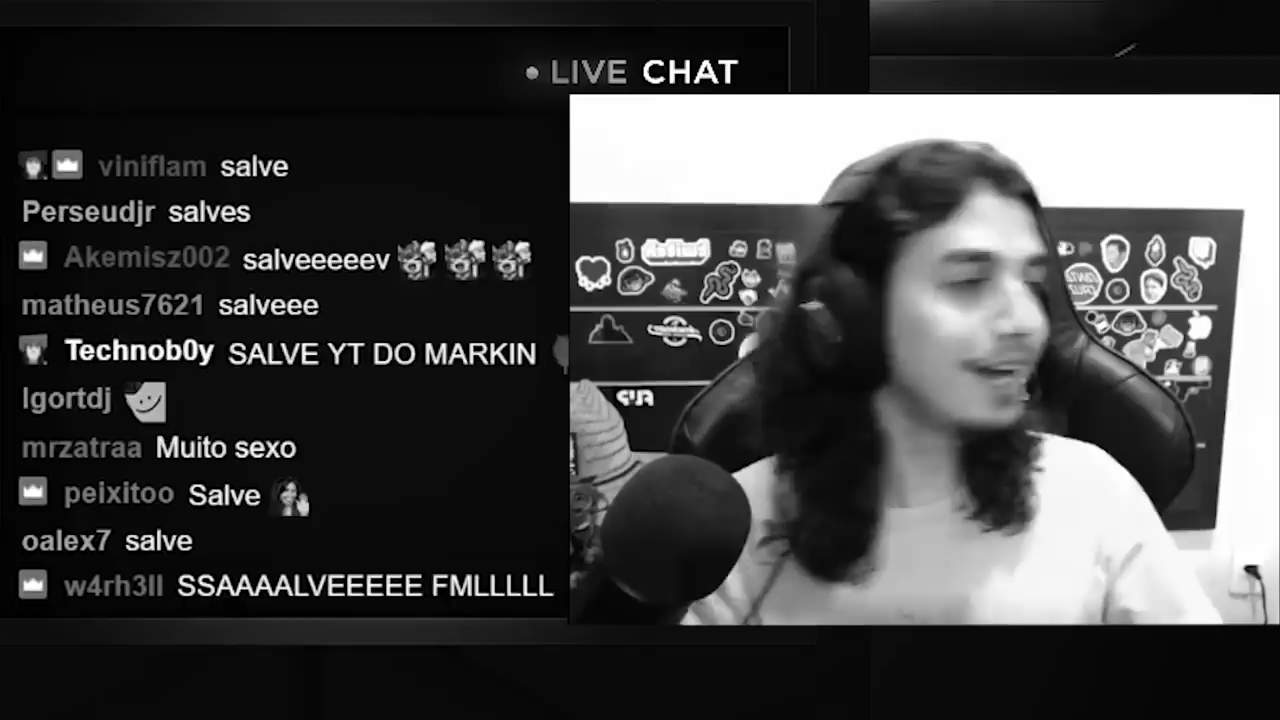 LIVE CHAT
viniflam salve
Perseudjr salves
Akemisz002 salveeeeev
matheus7621 salveee
Technob0y SALVE YT DO MARKIN
Igortdj
mrzatraa Muito sexo
peixitoo Salve
oalex7 salve
w4rh3ll SSAAAALVEEEEE FMLLLLL